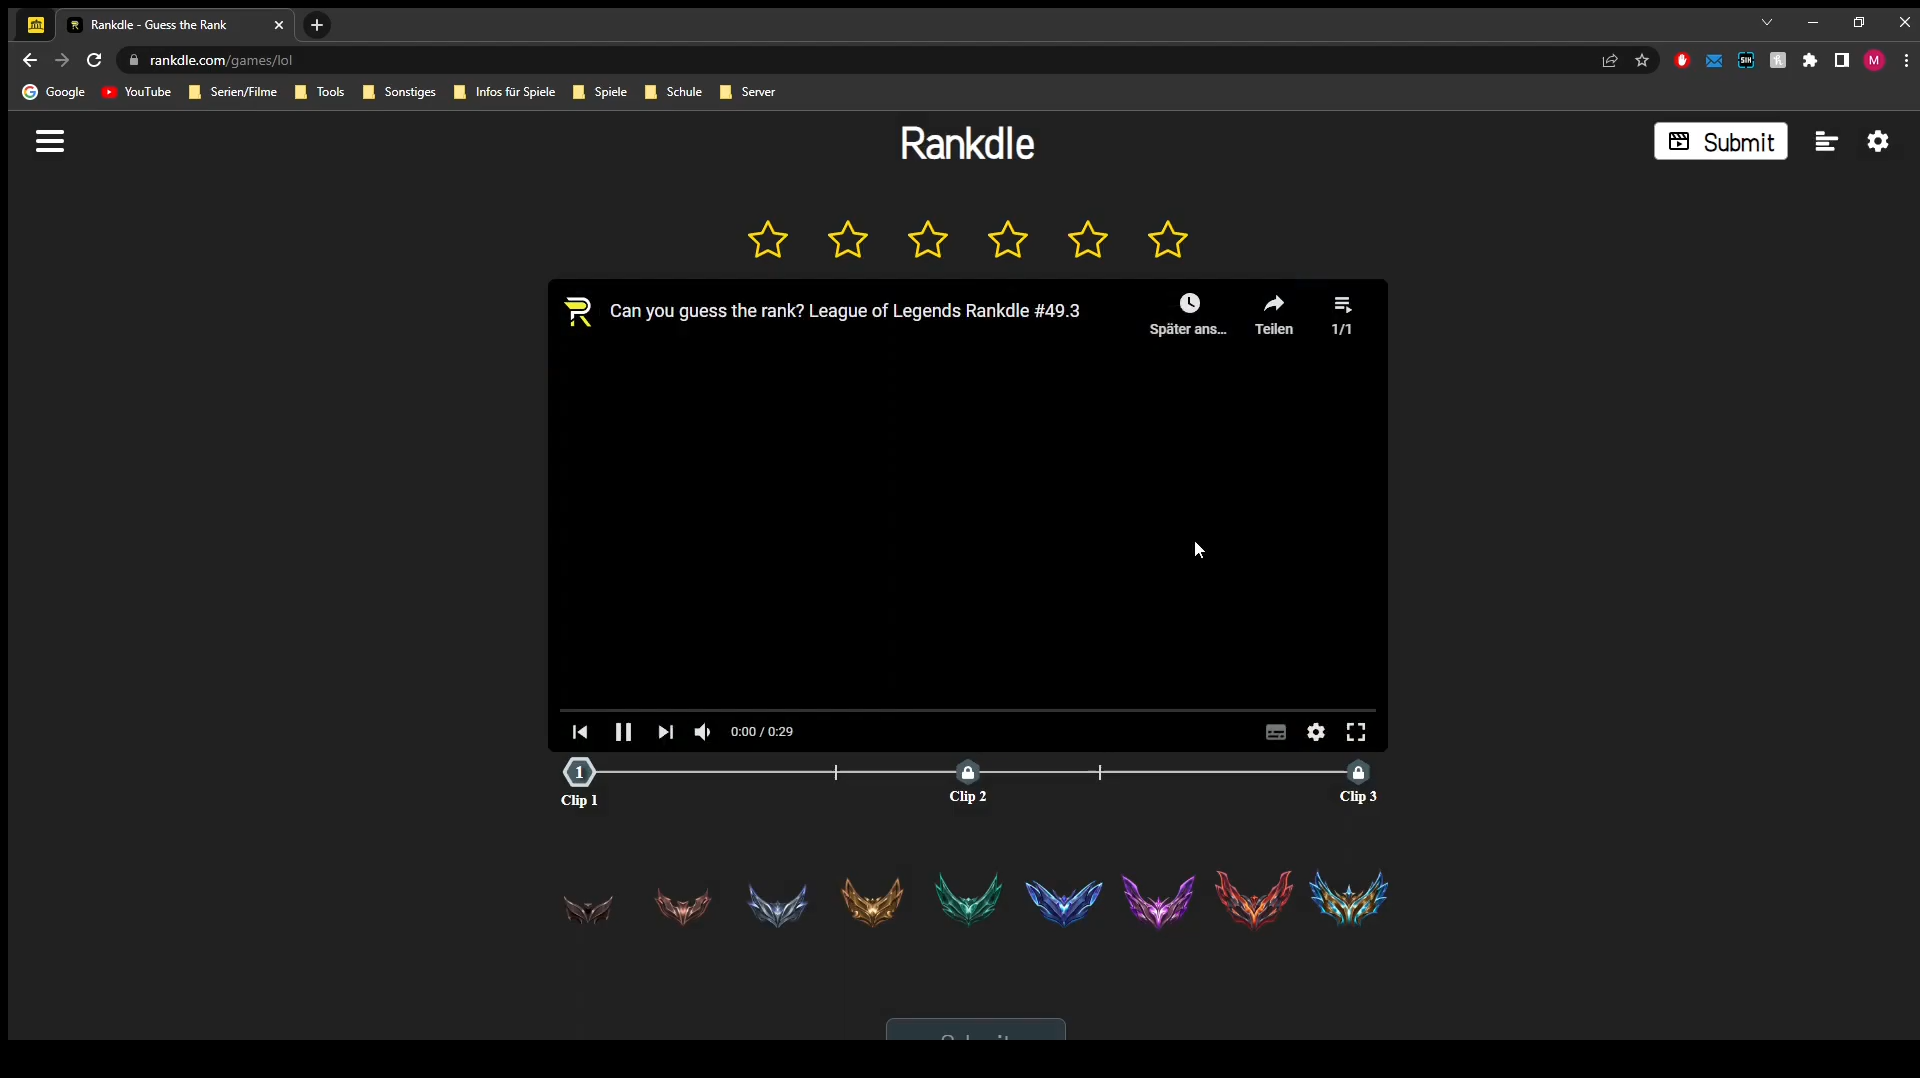 Rankdle - Guess the Rank
rankdle.com/games/lol
SIH
M
Google YouTube Serien/Filme Tools Sonstiges Infos für Spiele Spiele Schule Server
Rankdle
Submit
Can you guess the rank? League of Legends Rankdle #49.3
Später ans... Teilen 1/1
0:00 / 0:29
1
Clip 1 Clip 2 Clip 3